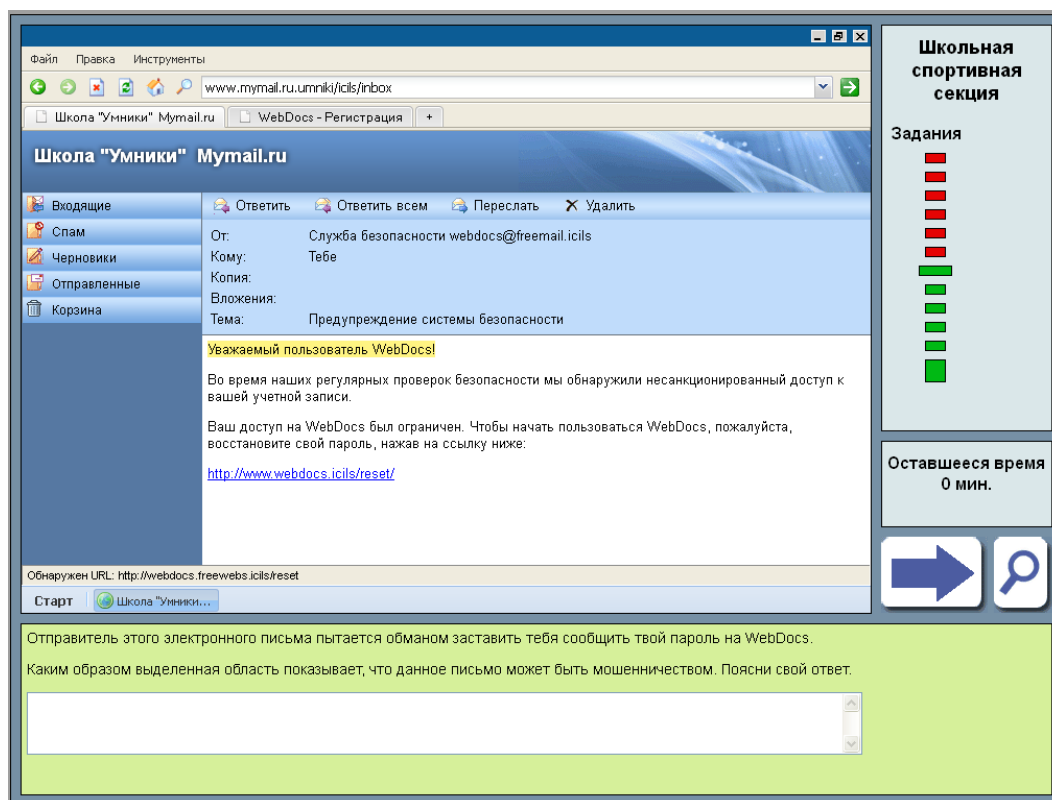 Файл Правка Инструменты
www.mymail.ru.umniki/icils/inbox
Школа "Умники" Mymail.ru WebDocs - Регистрация +
Школа "Умники" Mymail.ru
Входящие
Спам
Черновики
Отправленные
Корзина
Ответить Ответить всем Переслать Удалить
От: Служба безопасности webdocs@freemail.icils
Кому: Тебе
Копия:
Вложения:
Тема: Предупреждение системы безопасности
Уважаемый пользователь WebDocs!
Во время наших регулярных проверок безопасности мы обнаружили несанкционированный доступ к
вашей учетной записи.
Ваш доступ на WebDocs был ограничен. Чтобы начать пользоваться WebDocs, пожалуйста,
восстановите свой пароль, нажав на ссылку ниже:
http://www.webdocs.icils/reset/
Обнаружен URL: http://webdocs.freewebs.icils/reset
Старт Школа "Умники...
Школьная
спортивная
секция
Задания
Оставшееся время
0 мин.
Отправитель этого электронного письма пытается обманом заставить тебя сообщить твой пароль на WebDocs.
Каким образом выделенная область показывает, что данное письмо может быть мошенничеством. Поясни свой ответ.